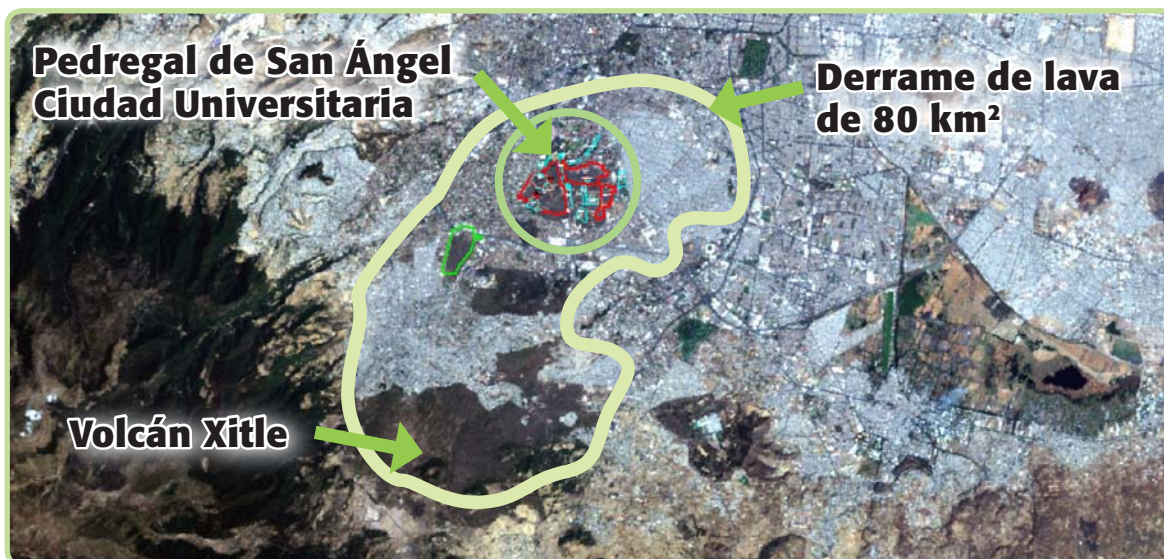 Pedregal de San Ángel
Ciudad Universitaria
Derrame de lava
de 80 km²
Volcán Xitle